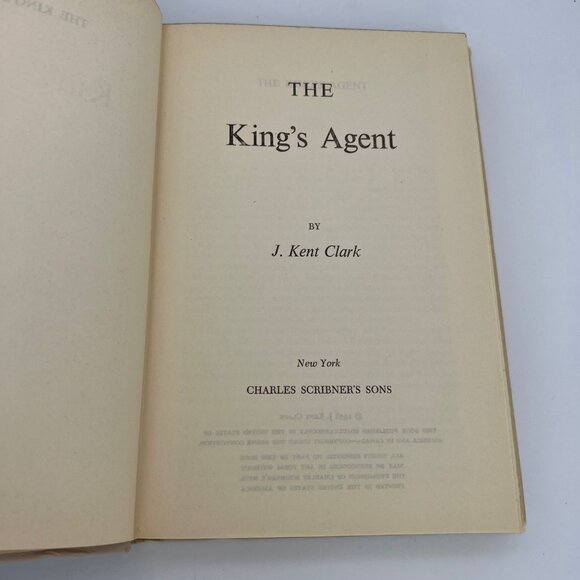 THE
King's Agent
BY
J. Kent Clark
New York
CHARLES SCRIBNER'S SONS